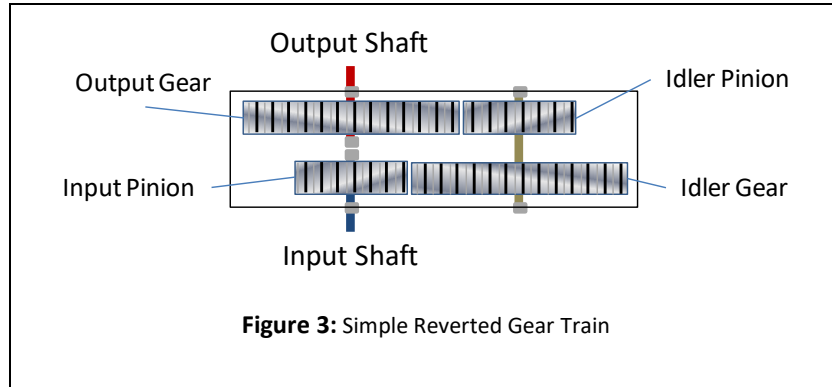 Output Shaft
Output Gear
Idler Pinion
Input Pinion
Idler Gear
Input Shaft
Figure 3: Simple Reverted Gear Train